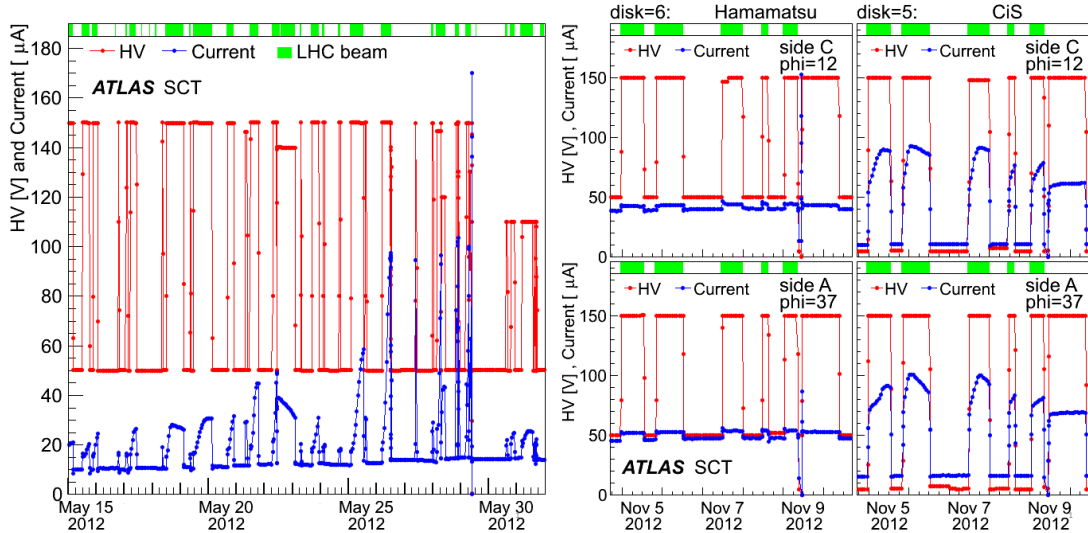 disk=6: Hamamatsu disk=5: CiS
HV Current LHC beam
ATLAS SCT
HV [V] and Current [ μA]
180
160
140
120
100
80
60
40
20
0
May 15
2012
May 20
2012
May 25
2012
May 30
2012
HV Current side C
phi=12
HV [V] , Current [ μA]
150
100
50
0
HV Current side C
phi=12
HV Current side A
phi=37
HV [V] , Current [ μA]
150
100
50
0
ATLAS SCT
Nov 5
2012
Nov 7
2012
Nov 9
2012
HV Current side A
phi=37
Nov 5
2012
Nov 7
2012
Nov 9
2012